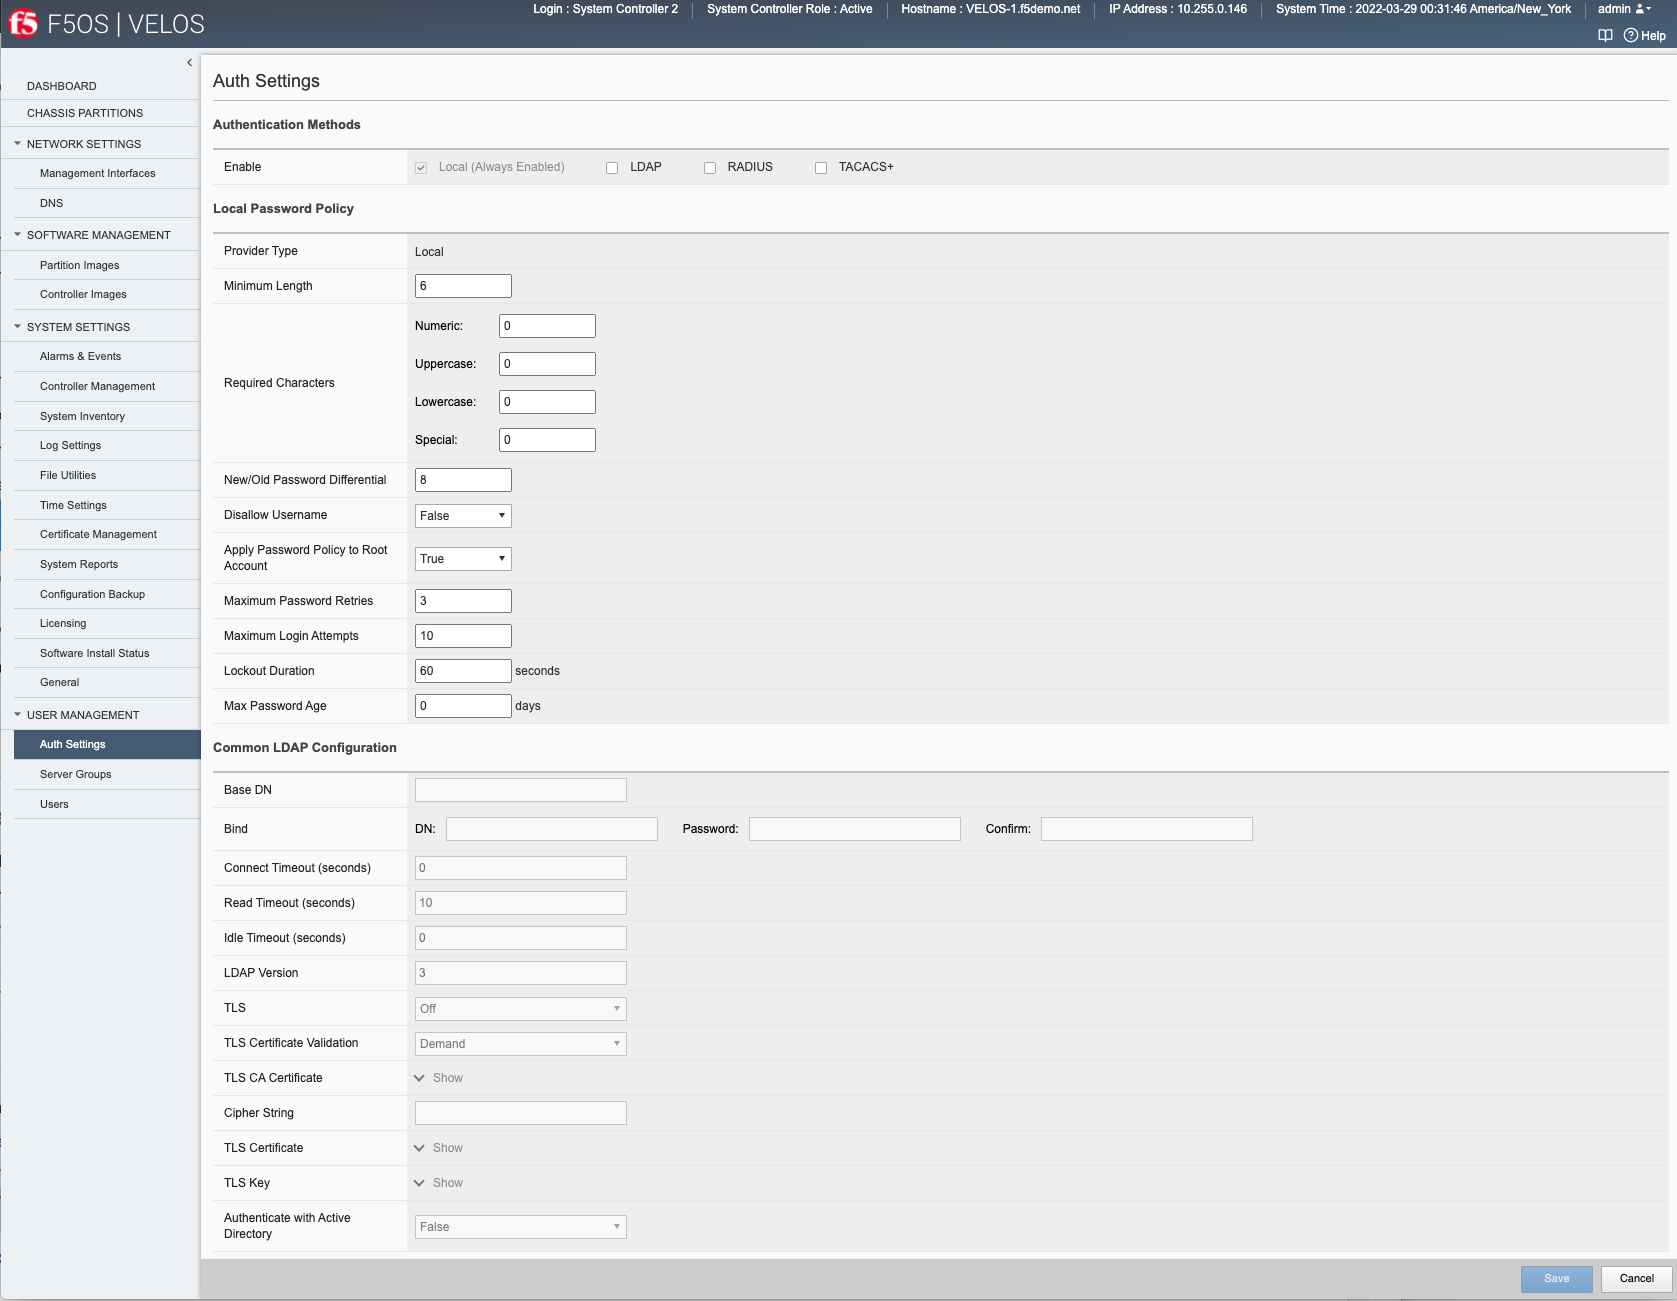 Login : System Controller 2 System Controller Role : Active Hostname : VELOS-1.f5demo.net IP Address : 10.255.0.146 System Time : 2022-03-29 00:31:46 America/New_York admin
f5 F5OS | VELOS
Help
DASHBOARD
CHASSIS PARTITIONS
NETWORK SETTINGS
Management Interfaces
DNS
SOFTWARE MANAGEMENT
Partition Images
Controller Images
SYSTEM SETTINGS
Alarms & Events
Controller Management
System Inventory
Log Settings
File Utilities
Time Settings
Certificate Management
System Reports
Configuration Backup
Licensing
Software Install Status
General
USER MANAGEMENT
Auth Settings
Server Groups
Users
Auth Settings
Authentication Methods
Enable Local (Always Enabled) LDAP RADIUS TACACS+
Local Password Policy
Provider Type Local
Minimum Length 6
Required Characters
Numeric: 0
Uppercase: 0
Lowercase: 0
Special: 0
New/Old Password Differential 8
Disallow Username False
Apply Password Policy to Root
Account
True
Maximum Password Retries 3
Maximum Login Attempts 10
Lockout Duration 60 seconds
Max Password Age 0 days
Common LDAP Configuration
Base DN
Bind DN: Password: Confirm:
Connect Timeout (seconds) 0
Read Timeout (seconds) 10
Idle Timeout (seconds) 0
LDAP Version 3
TLS Off
TLS Certificate Validation Demand
TLS CA Certificate Show
Cipher String
TLS Certificate Show
TLS Key Show
Authenticate with Active
Directory
False
Save Cancel